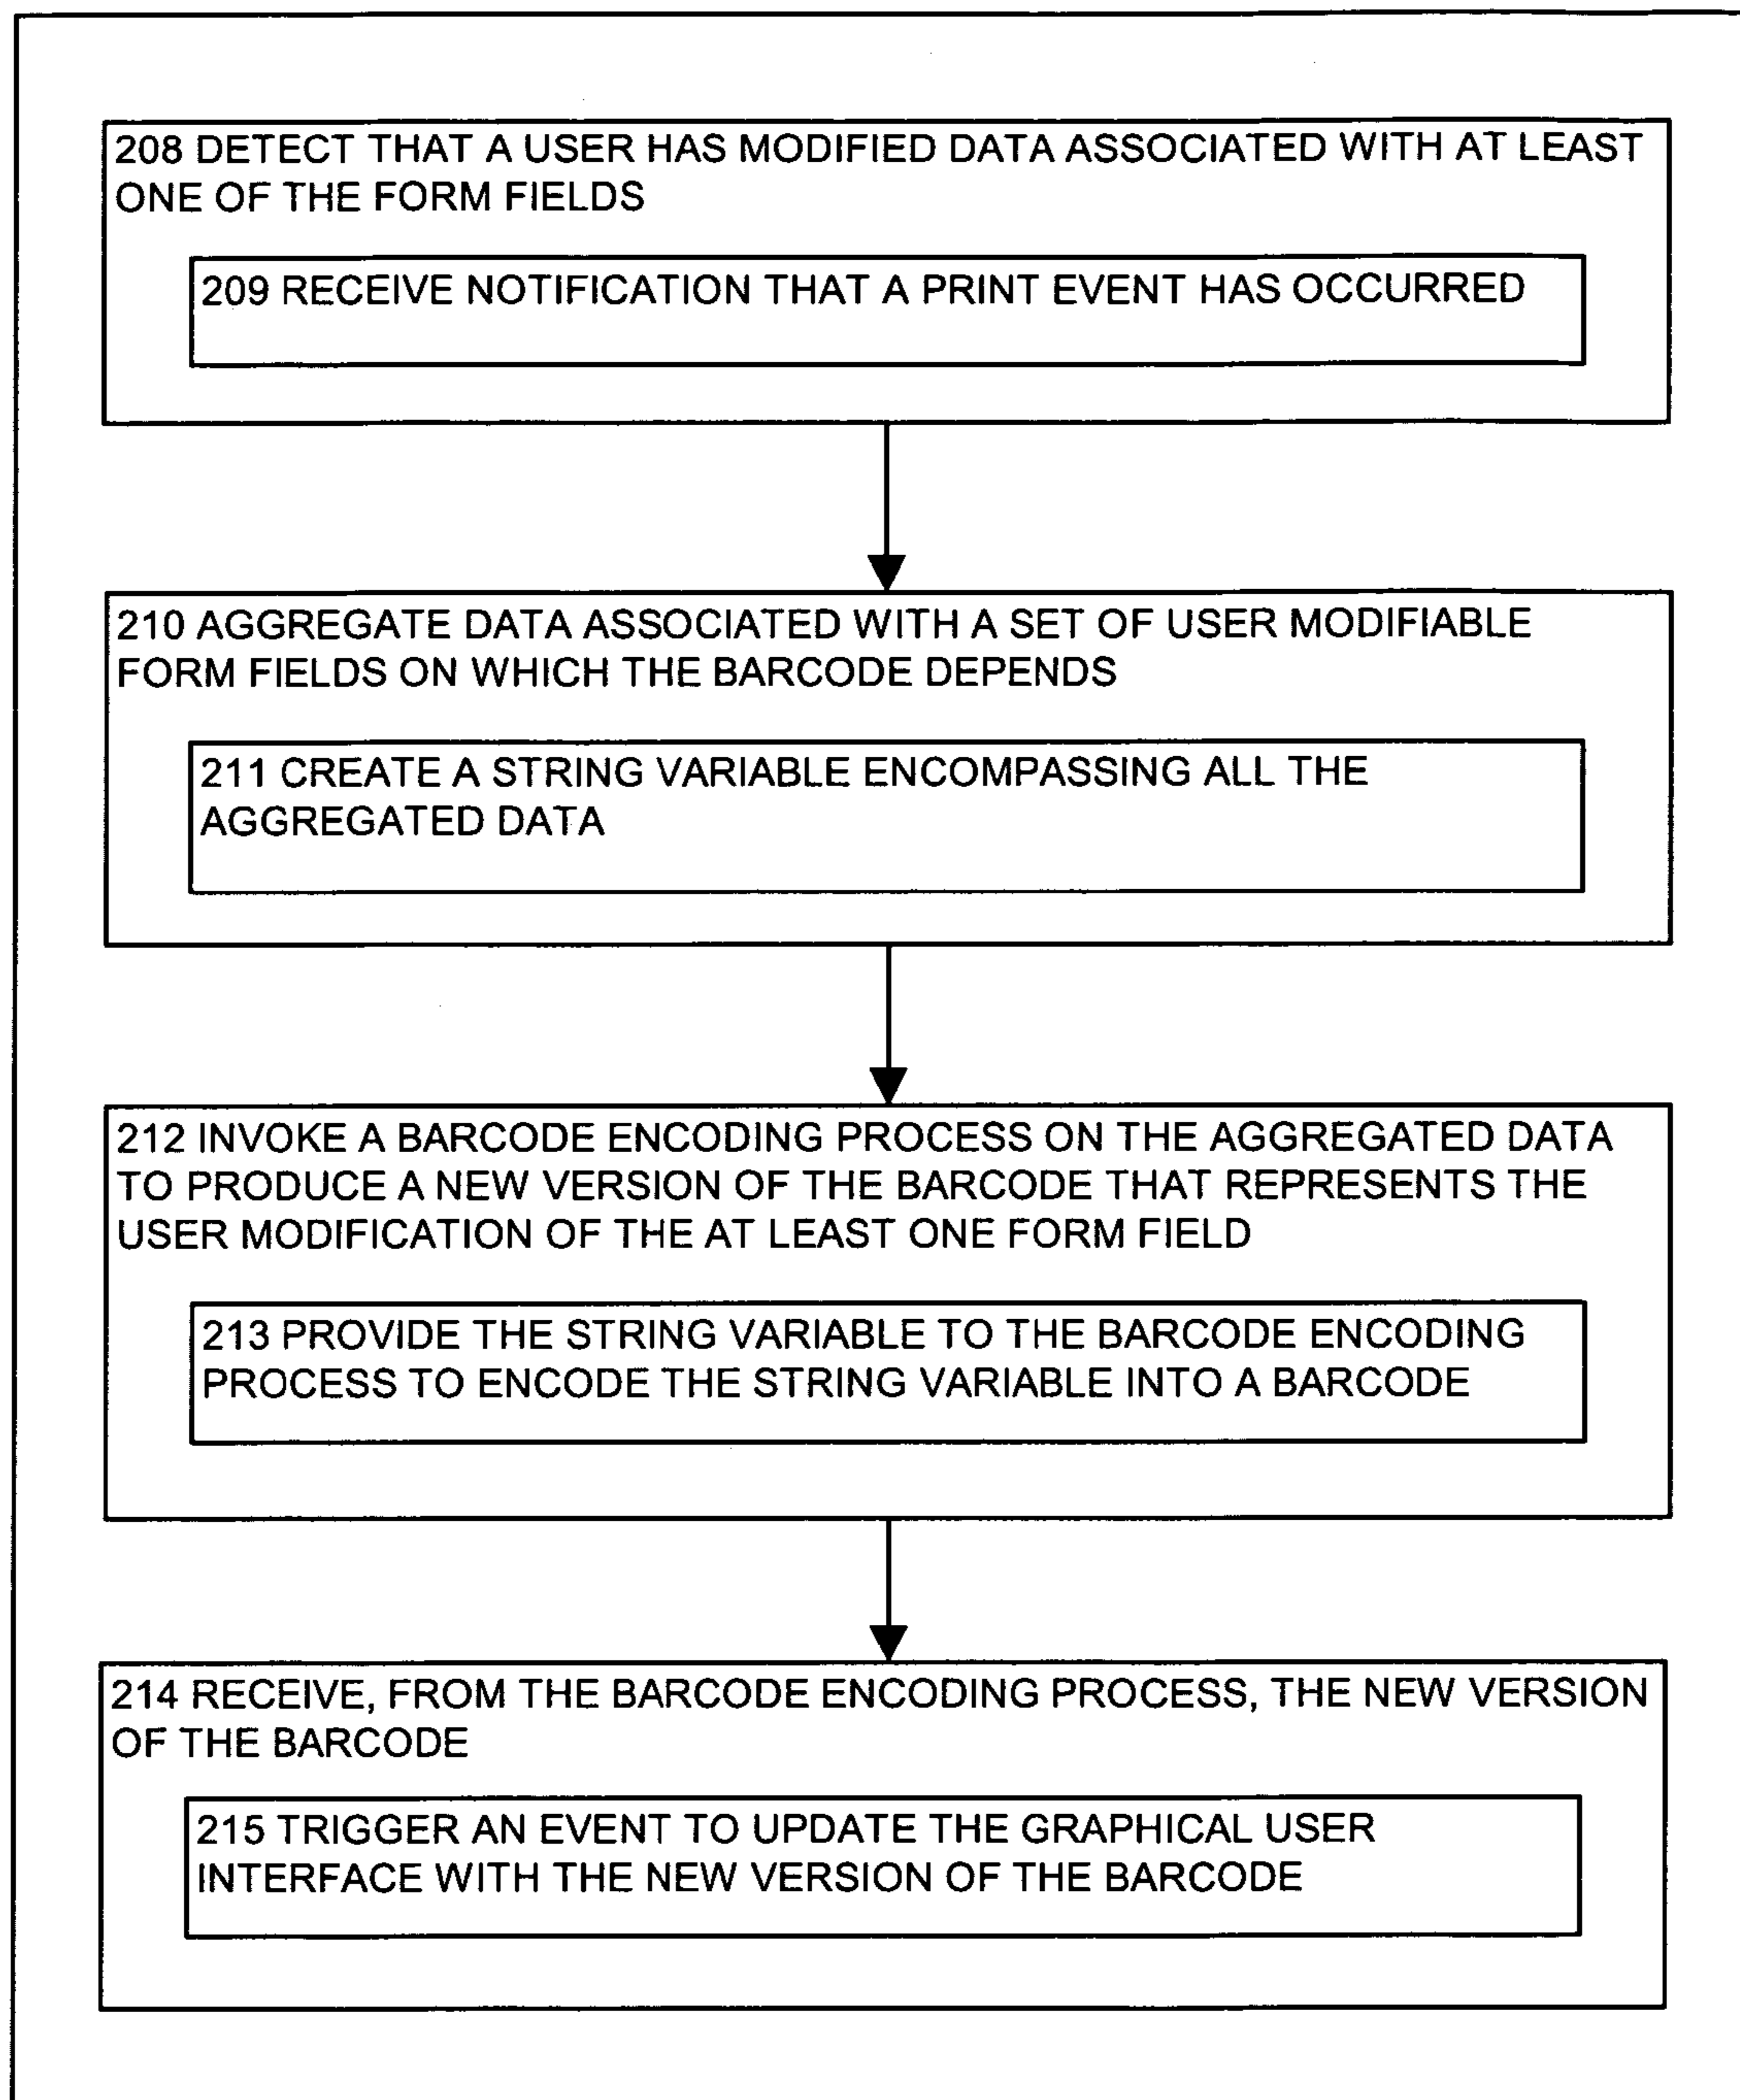 208 DETECT THAT A USER HAS MODIFIED DATA ASSOCIATED WITH AT LEAST
ONE OF THE FORM FIELDS
209 RECEIVE NOTIFICATION THAT A PRINT EVENT HAS OCCURRED
210 AGGREGATE DATA ASSOCIATED WITH A SET OF USER MODIFIABLE
FORM FIELDS ON WHICH THE BARCODE DEPENDS
211 CREATE A STRING VARIABLE ENCOMPASSING ALL THE
AGGREGATED DATA
212 INVOKE A BARCODE ENCODING PROCESS ON THE AGGREGATED DATA
TO PRODUCE A NEW VERSION OF THE BARCODE THAT REPRESENTS THE
USER MODIFICATION OF THE AT LEAST ONE FORM FIELD
213 PROVIDE THE STRING VARIABLE TO THE BARCODE ENCODING
PROCESS TO ENCODE THE STRING VARIABLE INTO A BARCODE
214 RECEIVE, FROM THE BARCODE ENCODING PROCESS, THE NEW VERSION
OF THE BARCODE
215 TRIGGER AN EVENT TO UPDATE THE GRAPHICAL USER
INTERFACE WITH THE NEW VERSION OF THE BARCODE